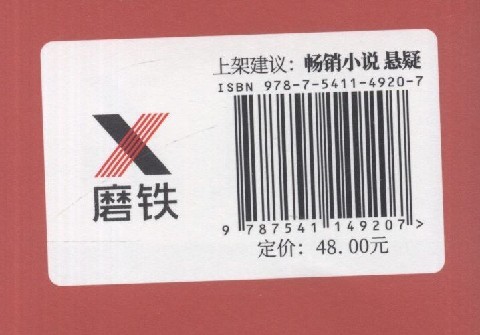 上架建议：畅销小说 悬疑
ISBN 978-7-5411-4920-7
磨铁
9 787541 149207 >
定价：48.00元